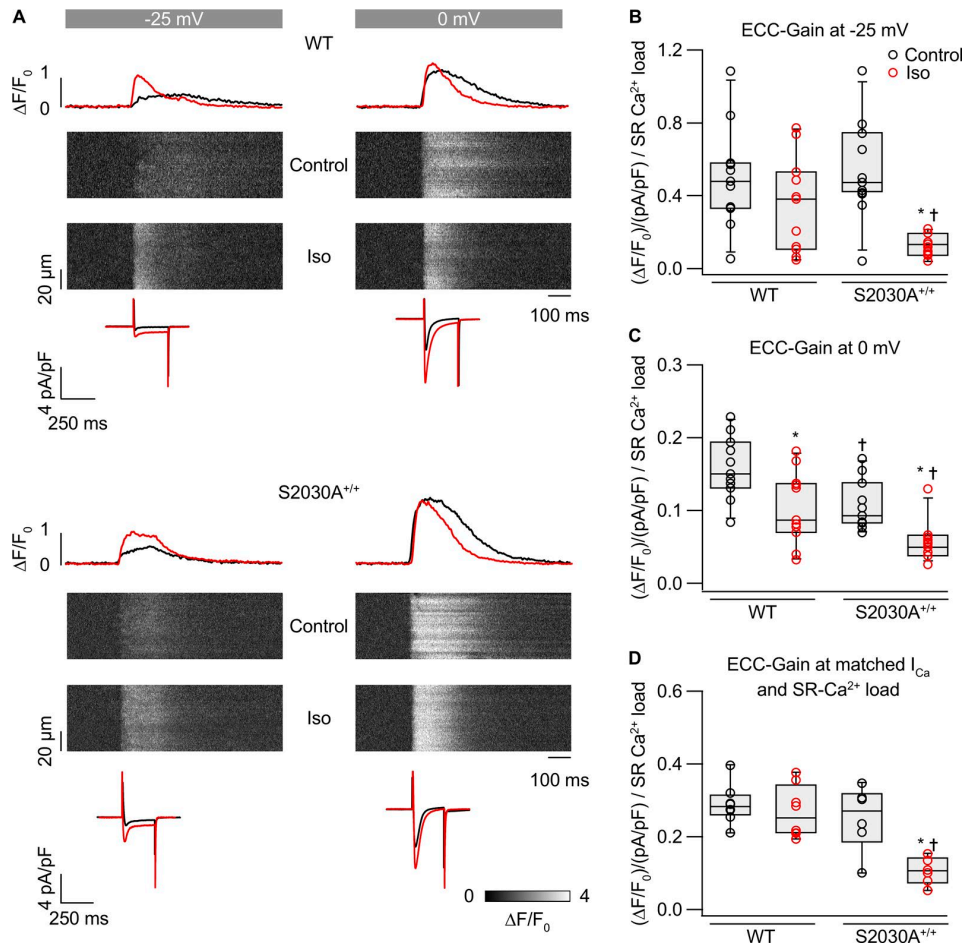 A
-25 mV
0 mV
WT
ΔF/F₀
1
0
Control
Iso
20 µm
100 ms
4 pA/pF
250 ms
S2030A⁺/⁺
ΔF/F₀
1
0
Control
Iso
20 µm
100 ms
4 pA/pF
250 ms
0 4
ΔF/F₀
B
ECC-Gain at -25 mV
Control
Iso
(ΔF/F₀)/(pA/pF) / SR Ca²⁺ load
1.2
0.8
0.4
0.0
* †
WT
S2030A⁺/⁺
C
ECC-Gain at 0 mV
(ΔF/F₀)/(pA/pF) / SR Ca²⁺ load
0.3
0.2
0.1
0.0
*
†
* †
WT
S2030A⁺/⁺
D
ECC-Gain at matched I_Ca
and SR-Ca²⁺ load
(ΔF/F₀)/(pA/pF) / SR Ca²⁺ load
0.6
0.4
0.2
0.0
* †
WT
S2030A⁺/⁺